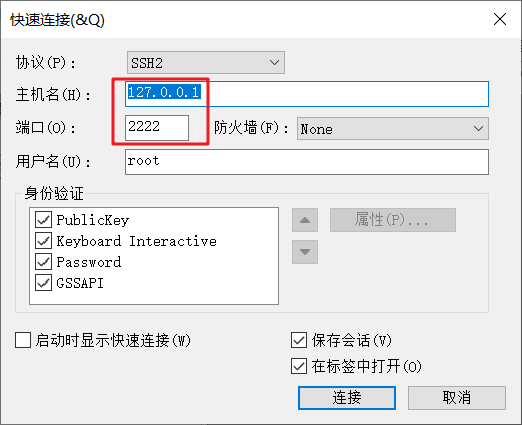 快速连接(&Q)
协议(P)： SSH2
主机名(H)： 127.0.0.1
端口(O)： 2222 防火墙(F)： None
用户名(U)： root
身份验证
PublicKey 属性(P)...
Keyboard Interactive
Password
GSSAPI
启动时显示快速连接(W) 保存会话(V)
在标签中打开(O)
连接 取消